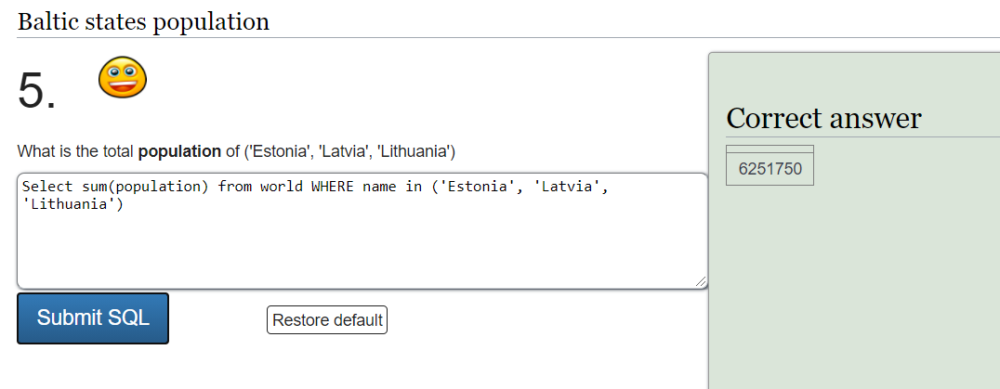 Baltic states population
5.
What is the total population of ('Estonia', 'Latvia', 'Lithuania')
Select sum(population) from world WHERE name in ('Estonia', 'Latvia',
'Lithuania')
Submit SQL
Restore default
Correct answer
6251750